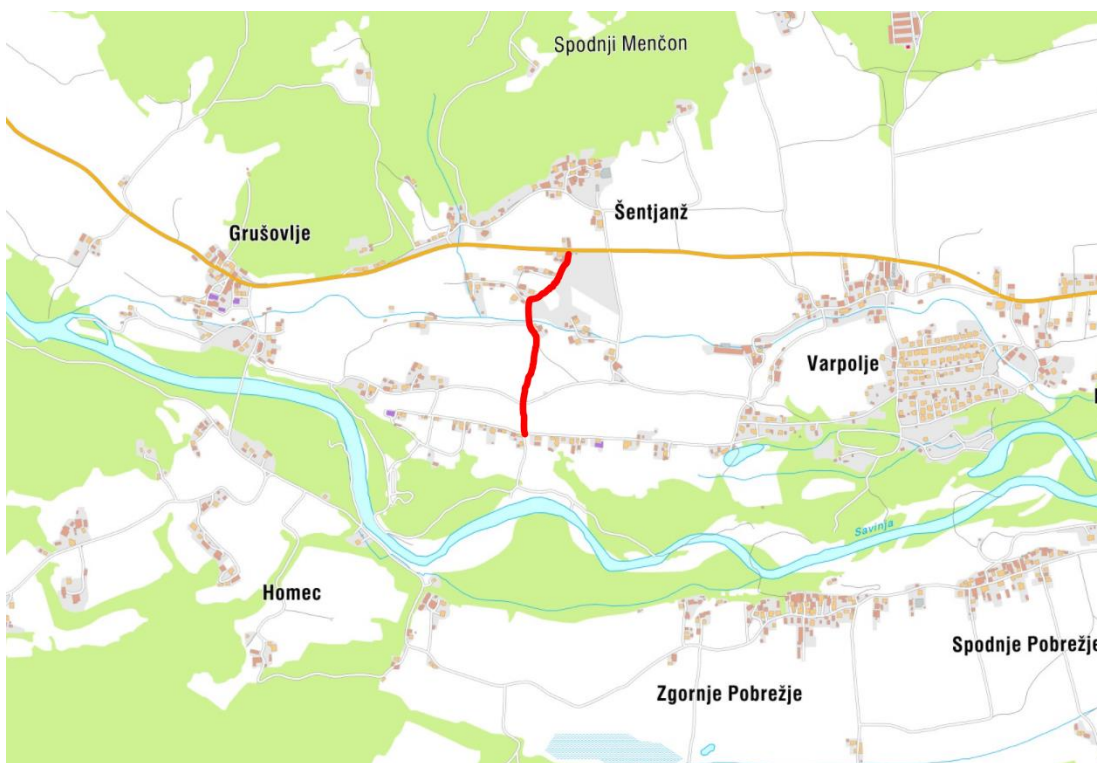 Spodnji Menčon
Šentjanž
Grušovlje
Varpolje
Savinja
Homec
Spodnje Pobrežje
Zgornje Pobrežje